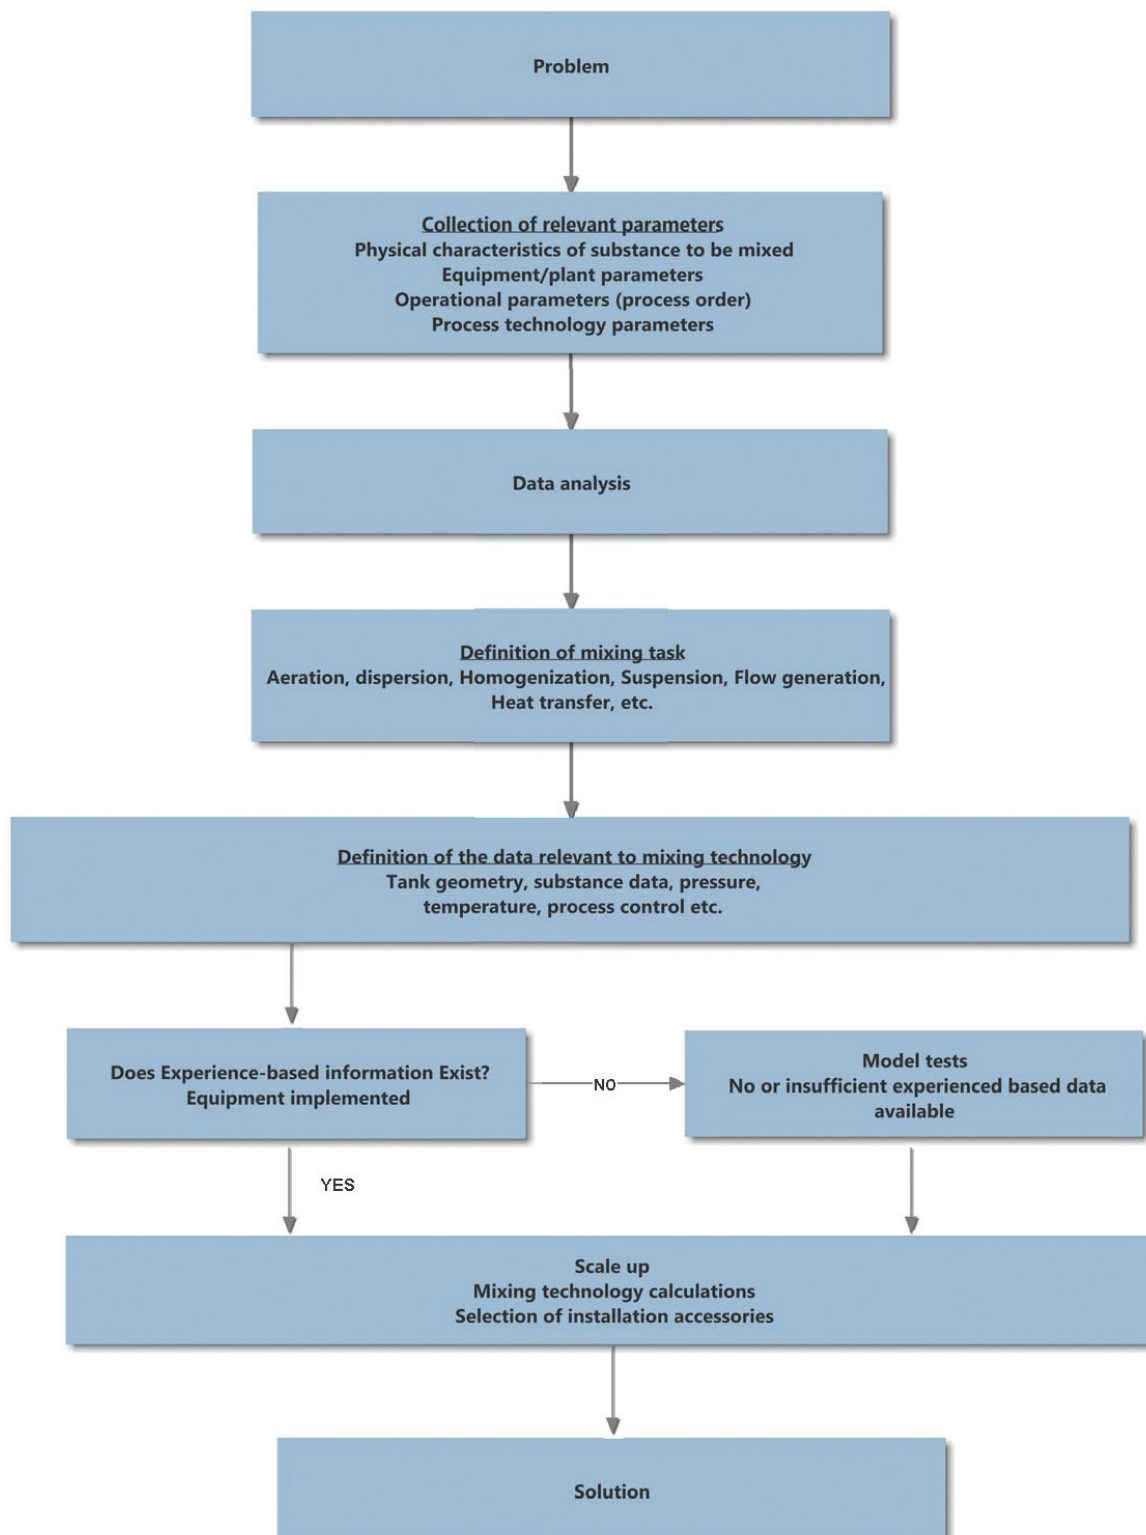 Problem
Collection of relevant parameters
Physical characteristics of substance to be mixed
Equipment/plant parameters
Operational parameters (process order)
Process technology parameters
Data analysis
Definition of mixing task
Aeration, dispersion, Homogenization, Suspension, Flow generation,
Heat transfer, etc.
Definition of the data relevant to mixing technology
Tank geometry, substance data, pressure,
temperature, process control etc.
Does Experience-based information Exist?
Equipment implemented
NO
Model tests
No or insufficient experienced based data
available
YES
Scale up
Mixing technology calculations
Selection of installation accessories
Solution